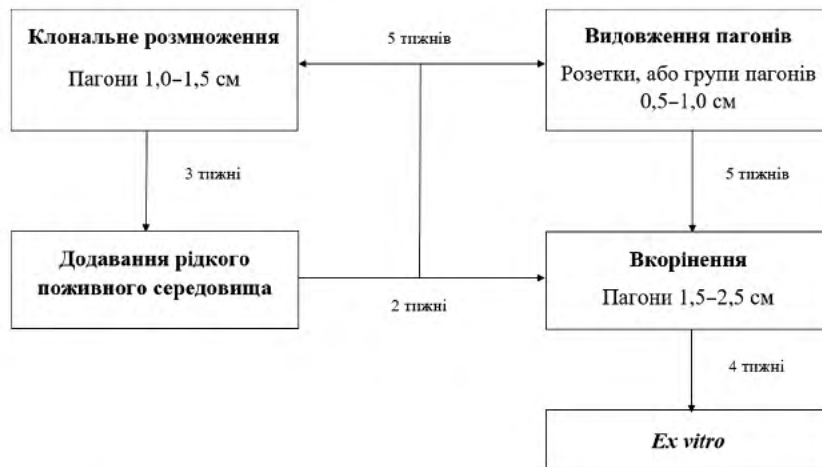 Клональне розмноження
Пагони 1,0–1,5 см
5 тижнів
Видовження пагонів
Розетки, або групи пагонів
0,5–1,0 см
3 тижні
5 тижнів
Додавання рідкого
поживного середовища
2 тижні
Вкорінення
Пагони 1,5–2,5 см
4 тижні
Ex vitro